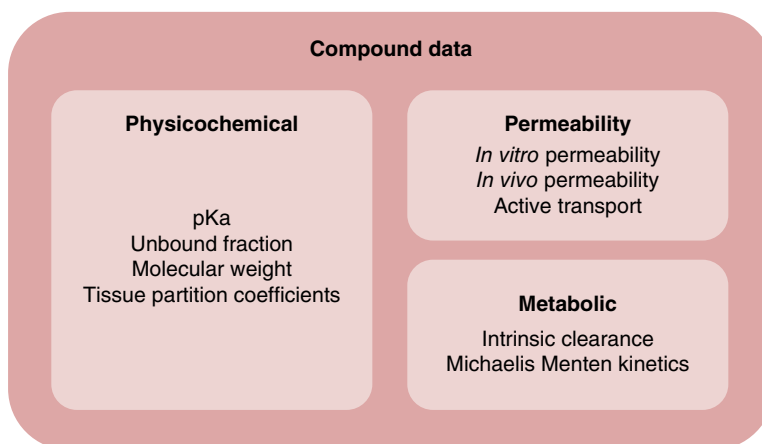 Compound data
Physicochemical
pKa
Unbound fraction
Molecular weight
Tissue partition coefficients
Permeability
In vitro permeability
In vivo permeability
Active transport
Metabolic
Intrinsic clearance
Michaelis Menten kinetics